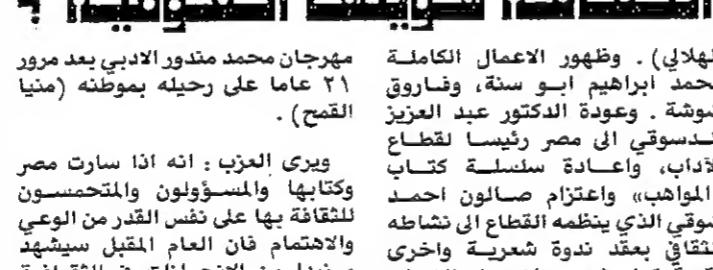 الهلالي) . وظهور الاعمال الكاملة
محمد ابراهيم ابو سنة، وفاروق
شوشة . وعودة الدكتور عبد العزيز
الدسوقي الى مصر رئيسا لقطاع
الآداب، واعادة سلسلة كتاب
المواهب» واعتزام صالون احمد
شوقي الذي ينظمه القطاع الى نشاطه
الثقافي بعقد ندوة شعرية واخرى
مهرجان محمد مندور الادبي بعد مرور
٢١ عاما على رحيله بموطنه (منيا
القمح) .
ويرى العزب : انه اذا سارت مصر
وكتابها والمسؤولون والمتحمسون
للثقافة بها على نفس القدر من الوعي
والاهتمام فان العام المقبل سيشهد